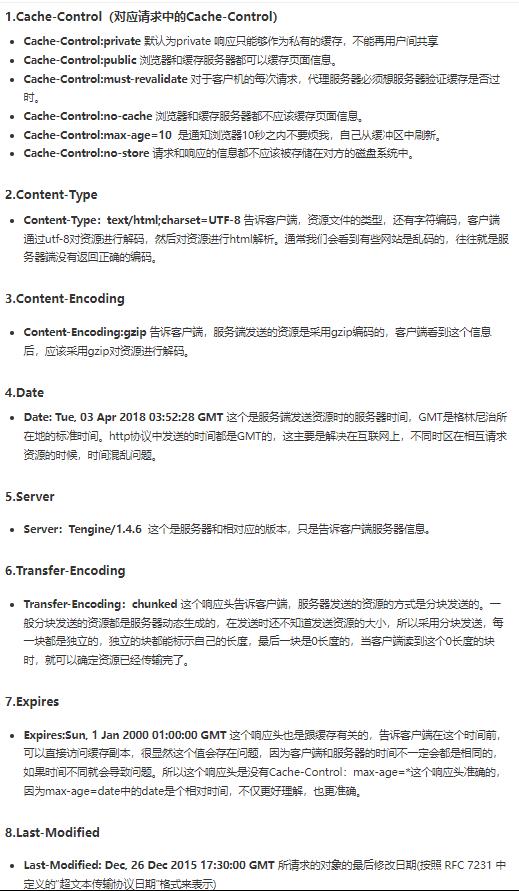 1.Cache-Control（对应请求中的Cache-Control）
Cache-Control:private 默认为private 响应只能够作为私有的缓存，不能再用户间共享
Cache-Control:public 浏览器和缓存服务器都可以缓存页面信息。
Cache-Control:must-revalidate 对于客户机的每次请求，代理服务器必须想服务器验证缓存是否过
时。
Cache-Control:no-cache 浏览器和缓存服务器都不应该缓存页面信息。
Cache-Control:max-age=10 是通知浏览器10秒之内不要烦我，自己从缓冲区中刷新。
Cache-Control:no-store 请求和响应的信息都不应该被存储在对方的磁盘系统中。
2.Content-Type
Content-Type：text/html;charset=UTF-8 告诉客户端，资源文件的类型，还有字符编码，客户端
通过utf-8对资源进行解码，然后对资源进行html解析。通常我们会看到有些网站是乱码的，往往就是服
务器端没有返回正确的编码。
3.Content-Encoding
Content-Encoding:gzip 告诉客户端，服务端发送的资源是采用gzip编码的，客户端看到这个信息
后，应该采用gzip对资源进行解码。
4.Date
Date: Tue, 03 Apr 2018 03:52:28 GMT 这个是服务端发送资源时的服务器时间，GMT是格林尼治所
在地的标准时间。http协议中发送的时间都是GMT的，这主要是解决在互联网上，不同时区在相互请求
资源的时候，时间混乱问题。
5.Server
Server：Tengine/1.4.6 这个是服务器和相对应的版本，只是告诉客户端服务器信息。
6.Transfer-Encoding
Transfer-Encoding：chunked 这个响应头告诉客户端，服务器发送的资源的方式是分块发送的。一
般分块发送的资源都是服务器动态生成的，在发送时还不知道发送资源的大小，所以采用分块发送，每
一块都是独立的，独立的块都能标示自己的长度，最后一块是0长度的，当客户端读到这个0长度的块
时，就可以确定资源已经传输完了。
7.Expires
Expires:Sun, 1 Jan 2000 01:00:00 GMT 这个响应头也是跟缓存有关的，告诉客户端在这个时间前，
可以直接访问缓存副本，很显然这个值会存在问题，因为客户端和服务器的时间不一定会都是相同的，
如果时间不同就会导致问题。所以这个响应头是没有Cache-Control：max-age=*这个响应头准确的，
因为max-age=date中的date是个相对时间，不仅更好理解，也更准确。
8.Last-Modified
Last-Modified: Dec, 26 Dec 2015 17:30:00 GMT 所请求的对象的最后修改日期(按照 RFC 7231 中
定义的“超文本传输协议日期”格式来表示)